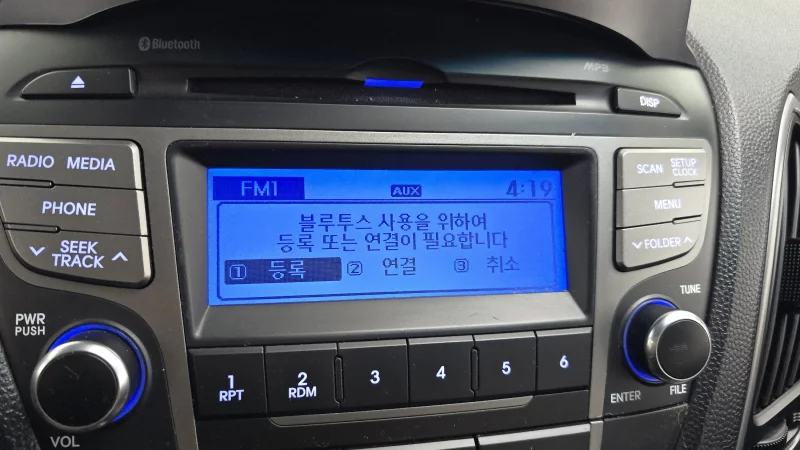 Bluetooth
MP3
DISP
RADIO MEDIA
SCAN SETUP CLOCK
PHONE
MENU
SEEK
TRACK
FOLDER
FM1 AUX 4:19
블루투스 사용을 위하여
등록 또는 연결이 필요합니다
1 등록 2 연결 3 취소
PWR
PUSH
VOL
1
RPT
2
RDM
3
4
5
6
TUNE
ENTER
FILE